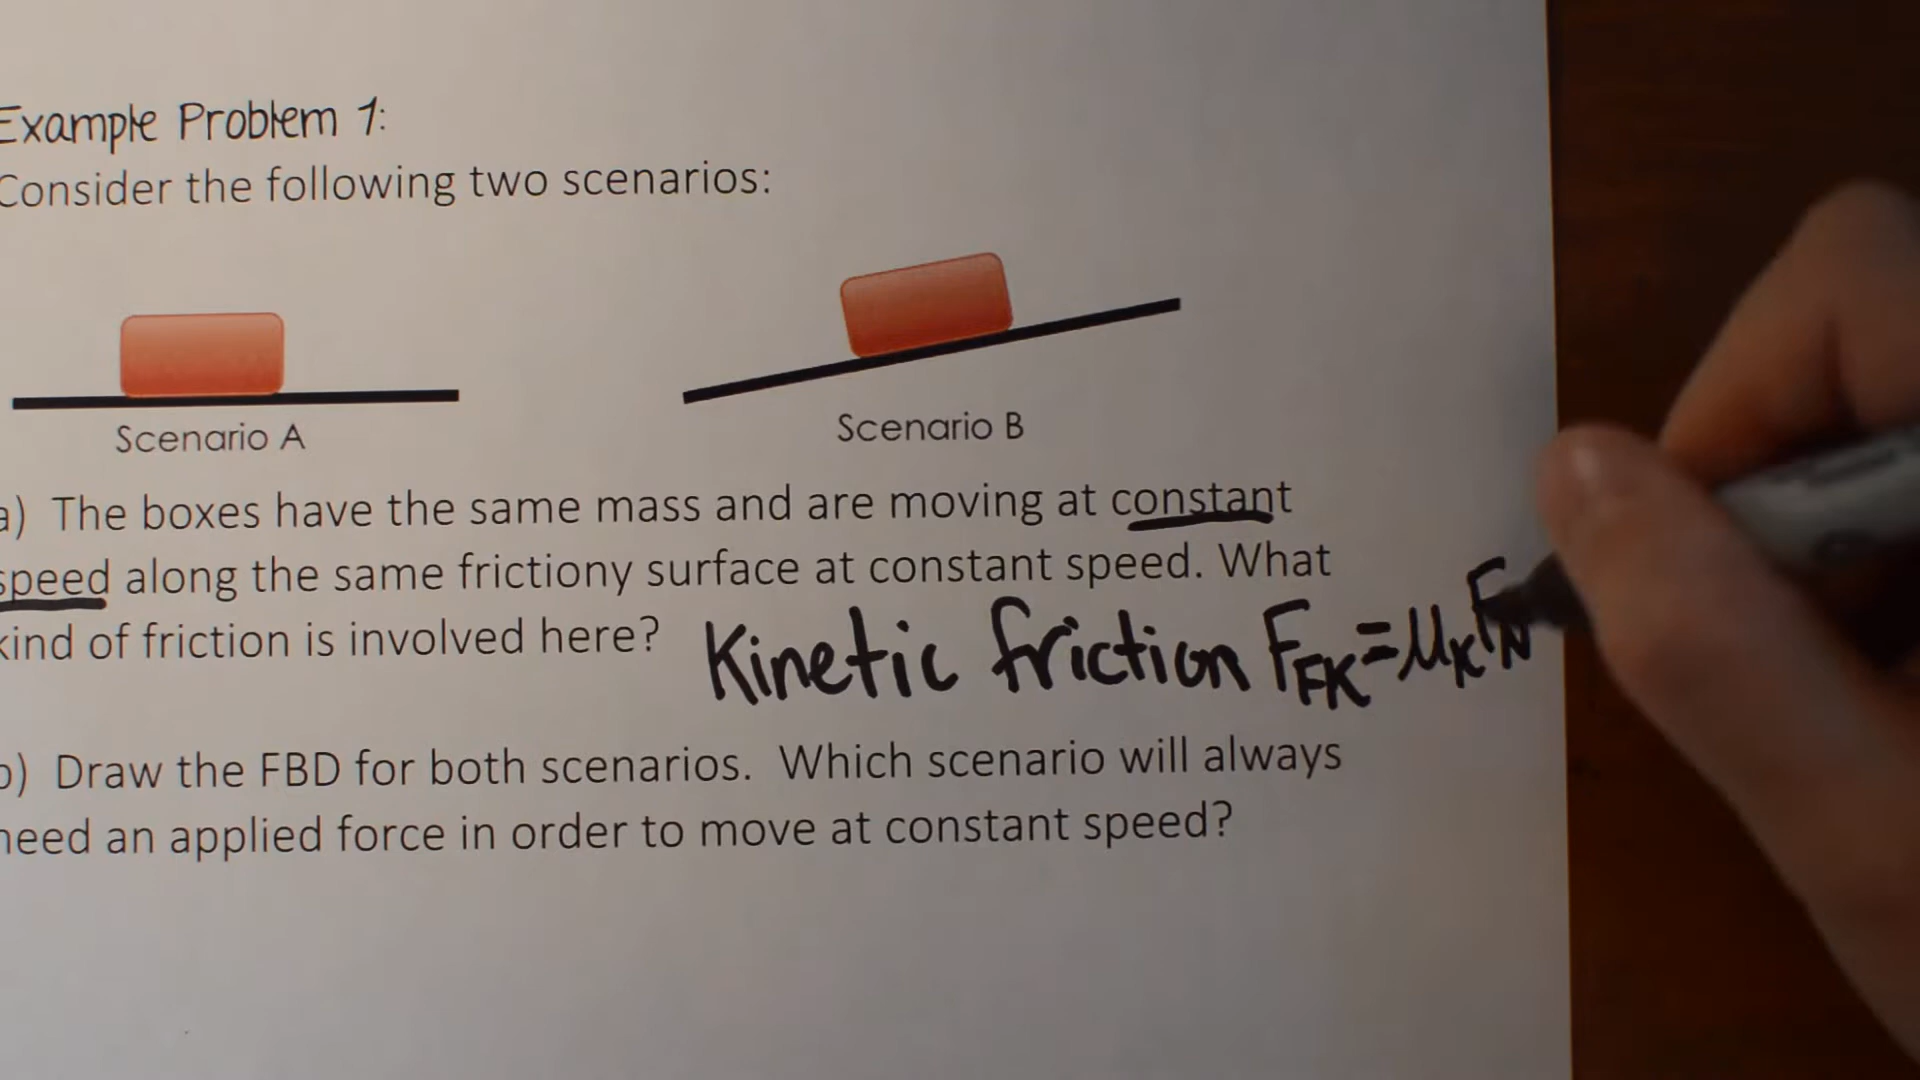 Example Problem 1:
Consider the following two scenarios:
Scenario A
Scenario B
a) The boxes have the same mass and are moving at constant
speed along the same frictiony surface at constant speed. What
kind of friction is involved here?
Kinetic friction FFK=μKFN
b) Draw the FBD for both scenarios. Which scenario will always
need an applied force in order to move at constant speed?